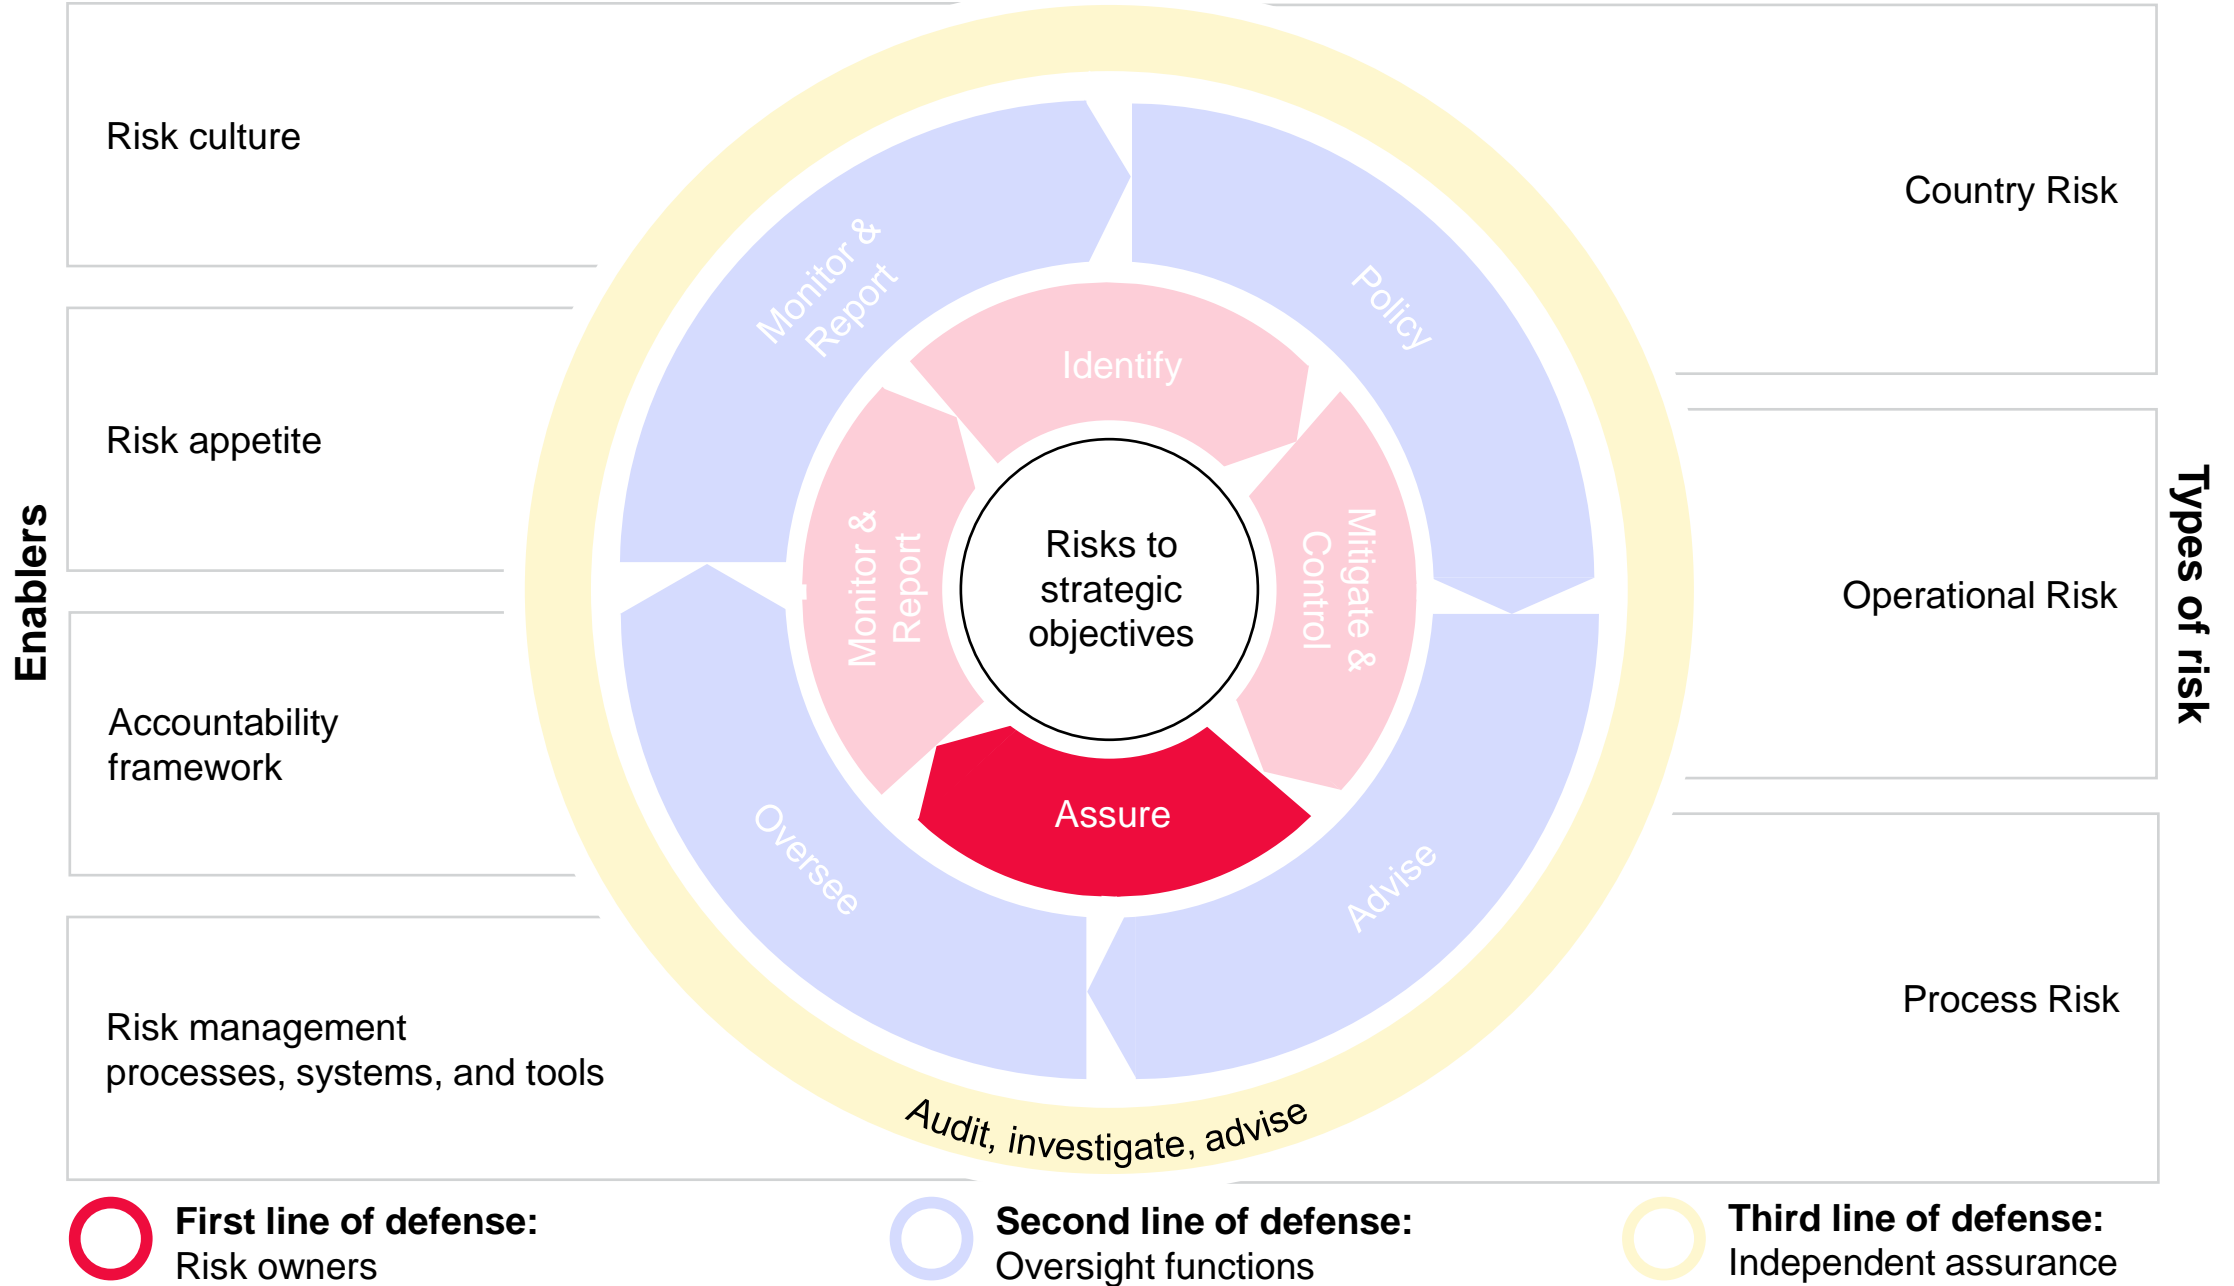 Enablers
Risk culture
Risk appetite
Accountability
framework
Risk management
processes, systems, and tools
Monitor &
Report
Policy
Advise
Oversee
Identify
Mitigate &
Control
Assure
Monitor &
Report
Risks to
strategic
objectives
Audit, investigate, advise
Country Risk
Operational Risk
Process Risk
Types of risk
First line of defense:
Risk owners
Second line of defense:
Oversight functions
Third line of defense:
Independent assurance